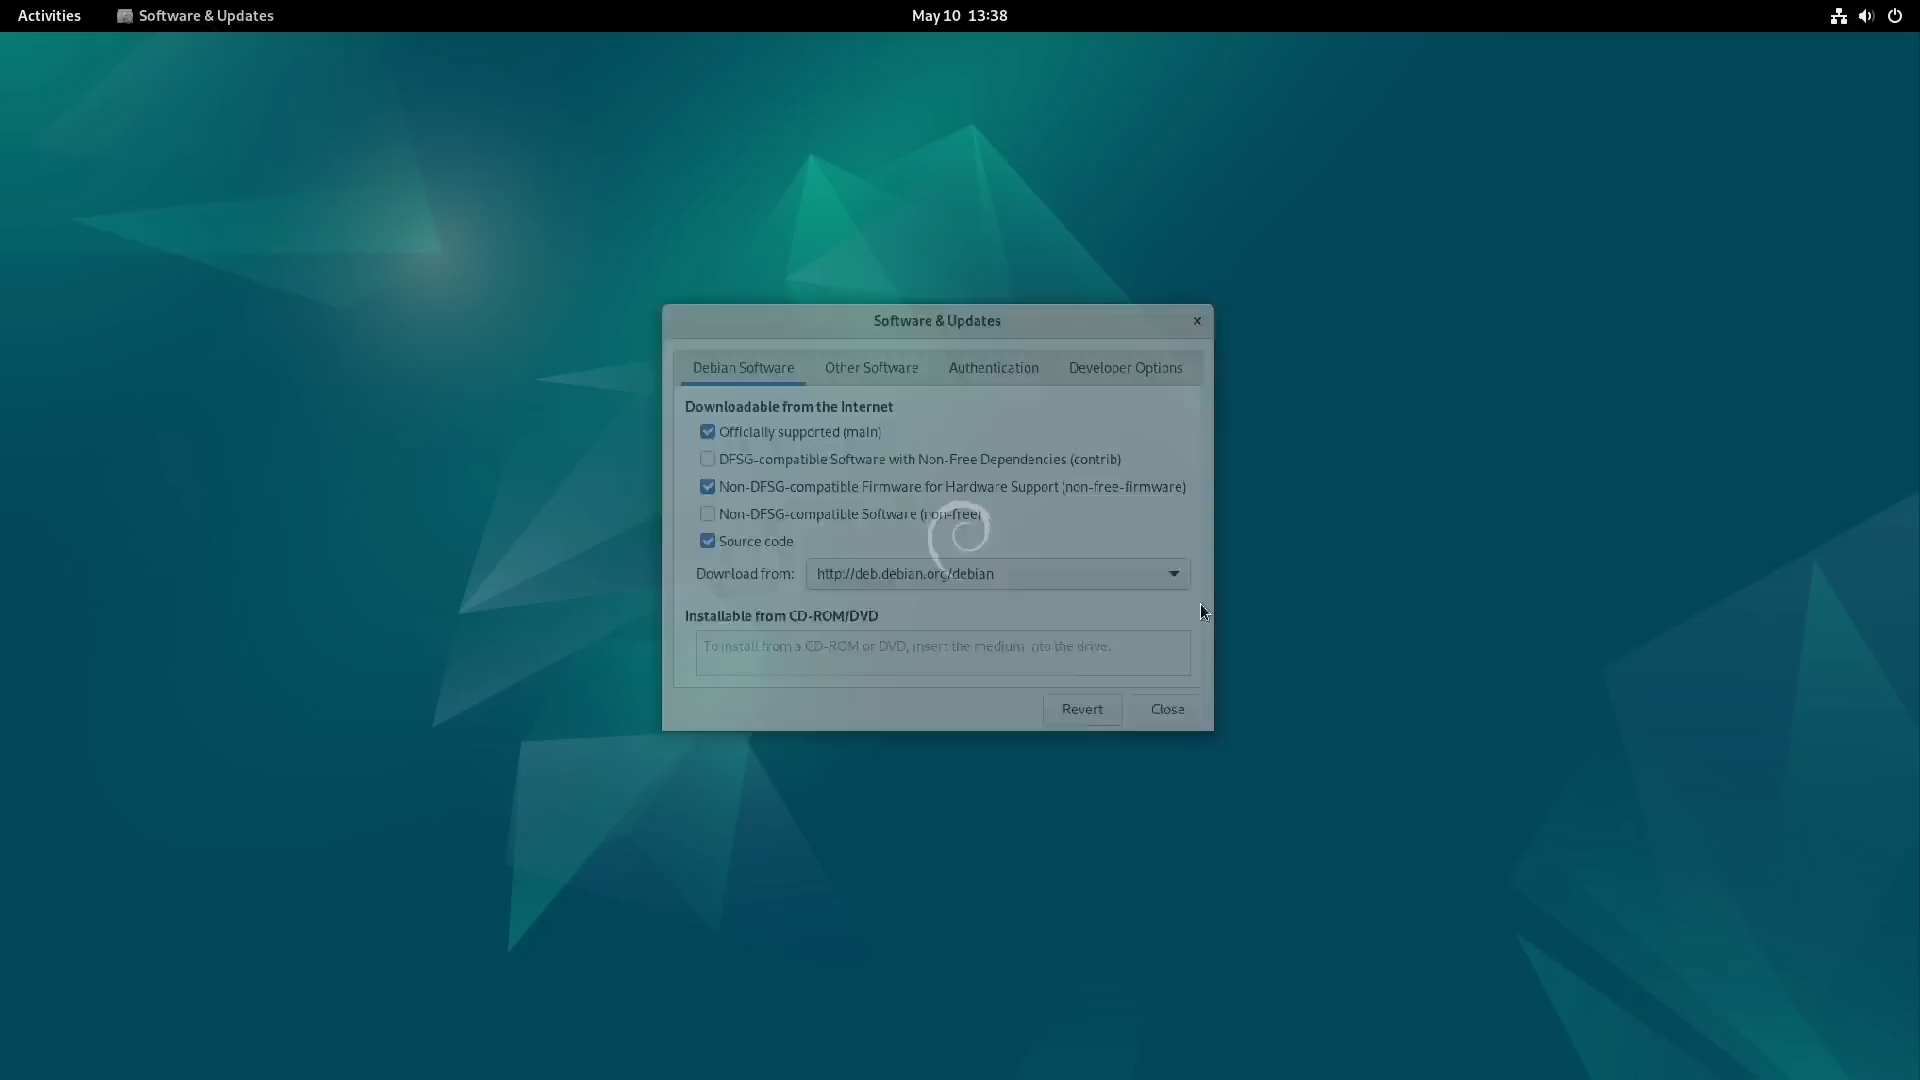 Activities Software & Updates May 10 13:38
Software & Updates
Debian Software Other Software Authentication Developer Options
Downloadable from the Internet
Officially supported (main)
DFSG-compatible Software with Non-Free Dependencies (contrib)
Non-DFSG-compatible Firmware for Hardware Support (non-free-firmware)
Non-DFSG-compatible Software (non-free)
Source code
Download from: http://deb.debian.org/debian
Installable from CD-ROM/DVD
To install from a CD-ROM or DVD, insert the medium into the drive.
Revert Close